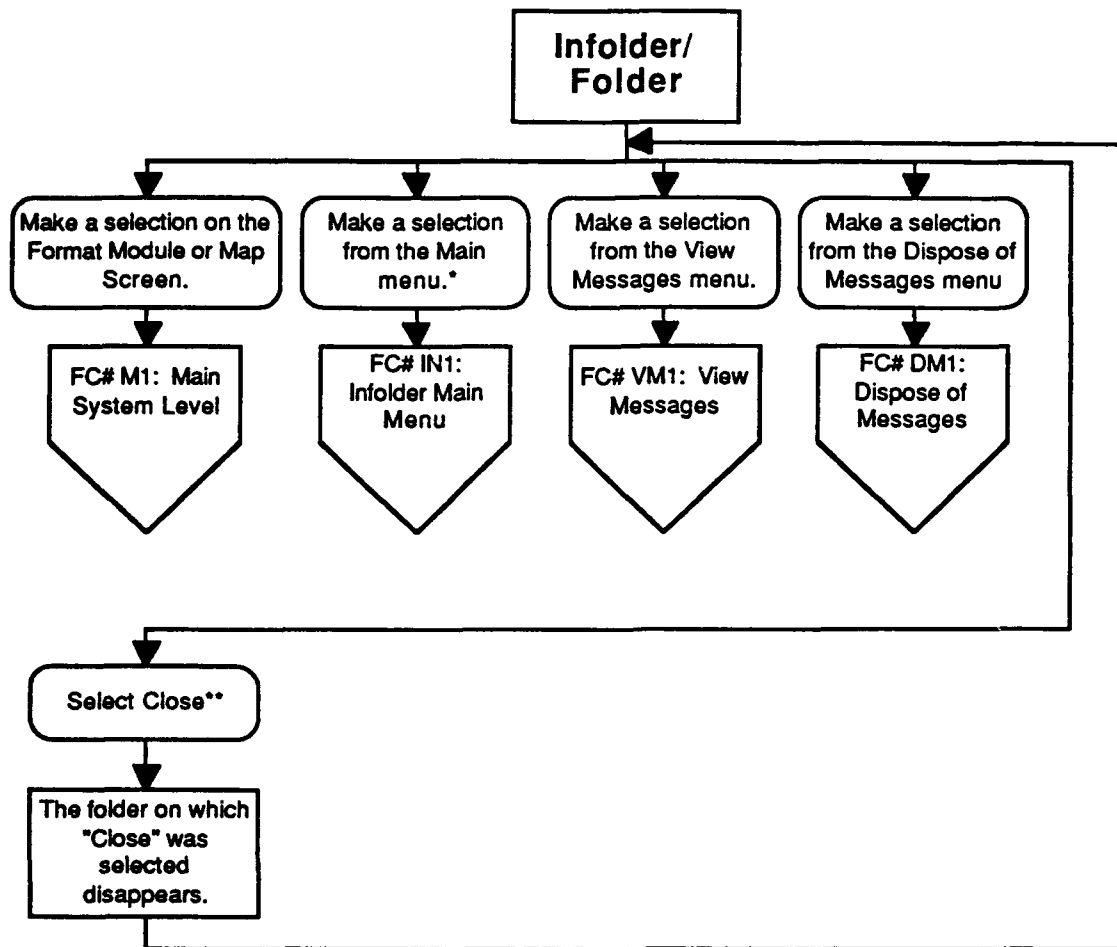 Infolder/
Folder
Make a selection on the
Format Module or Map
Screen.
Make a selection
from the Main
menu.*
Make a selection
from the View
Messages menu.
Make a selection
from the Dispose of
Messages menu
FC# M1: Main
System Level
FC# IN1:
Infolder Main
Menu
FC# VM1: View
Messages
FC# DM1:
Dispose of
Messages
Select Close**
The folder on which
"Close" was
selected
disappears.